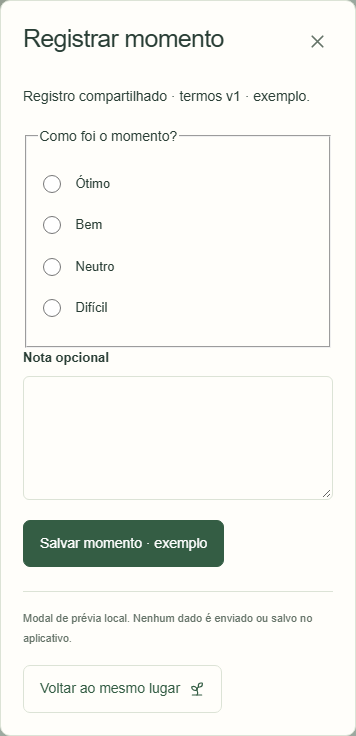 Registrar momento
Registro compartilhado · termos v1 · exemplo.
Como foi o momento?
Ótimo
Bem
Neutro
Difícil
Nota opcional
Salvar momento · exemplo
Modal de prévia local. Nenhum dado é enviado ou salvo no
aplicativo.
Voltar ao mesmo lugar